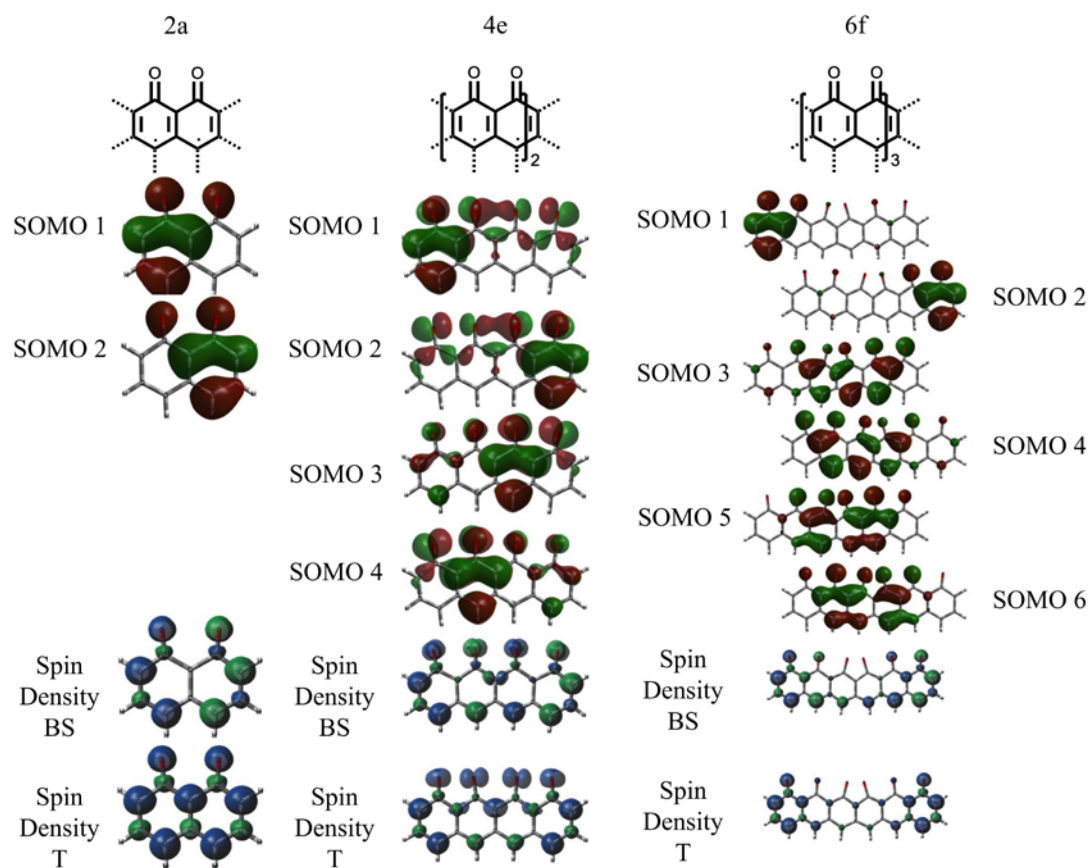 2a 4e 6f
O O O O O O
2 3
SOMO 1 SOMO 1 SOMO 1
SOMO 2
SOMO 2 SOMO 2
SOMO 3
SOMO 3 SOMO 4
SOMO 5
SOMO 4
SOMO 6
Spin Spin Spin
Density Density Density
BS BS BS
Spin Spin Spin
Density Density Density
T T T